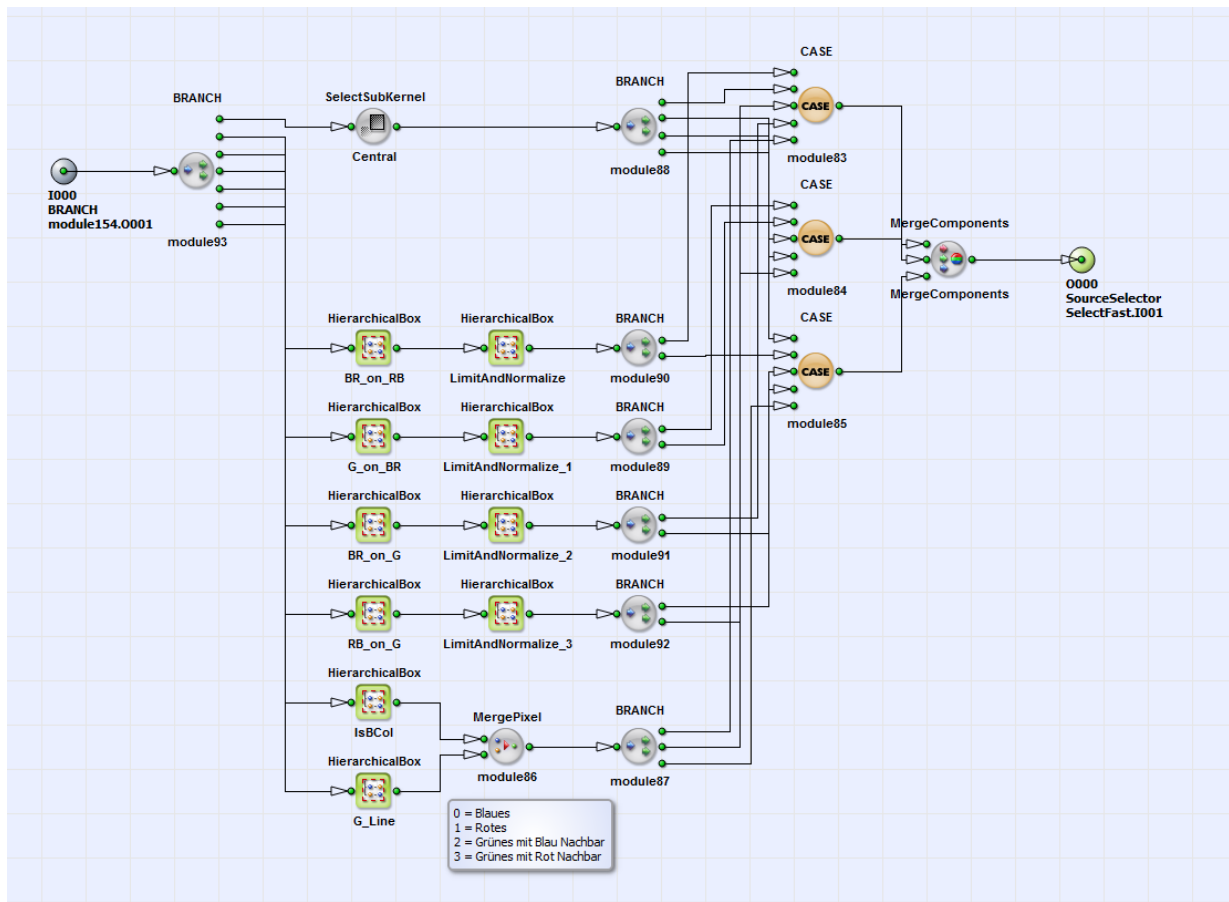 CASE
BRANCH
BRANCH
SelectSubKernel
CASE
Central
module88
module83
I000
BRANCH
module154.O001
module93
CASE
CASE
MergeComponents
MergeComponents
module84
O000
SourceSelector
SelectFast.I001
HierarchicalBox
HierarchicalBox
BRANCH
CASE
CASE
BR_on_RB
LimitAndNormalize
module90
module85
HierarchicalBox
HierarchicalBox
BRANCH
G_on_BR
LimitAndNormalize_1
module89
HierarchicalBox
HierarchicalBox
BRANCH
BR_on_G
LimitAndNormalize_2
module91
HierarchicalBox
HierarchicalBox
BRANCH
RB_on_G
LimitAndNormalize_3
module92
HierarchicalBox
IsBCol
MergePixel
BRANCH
module86
module87
HierarchicalBox
G_Line
0 = Blaues
1 = Rotes
2 = Grünes mit Blau Nachbar
3 = Grünes mit Rot Nachbar